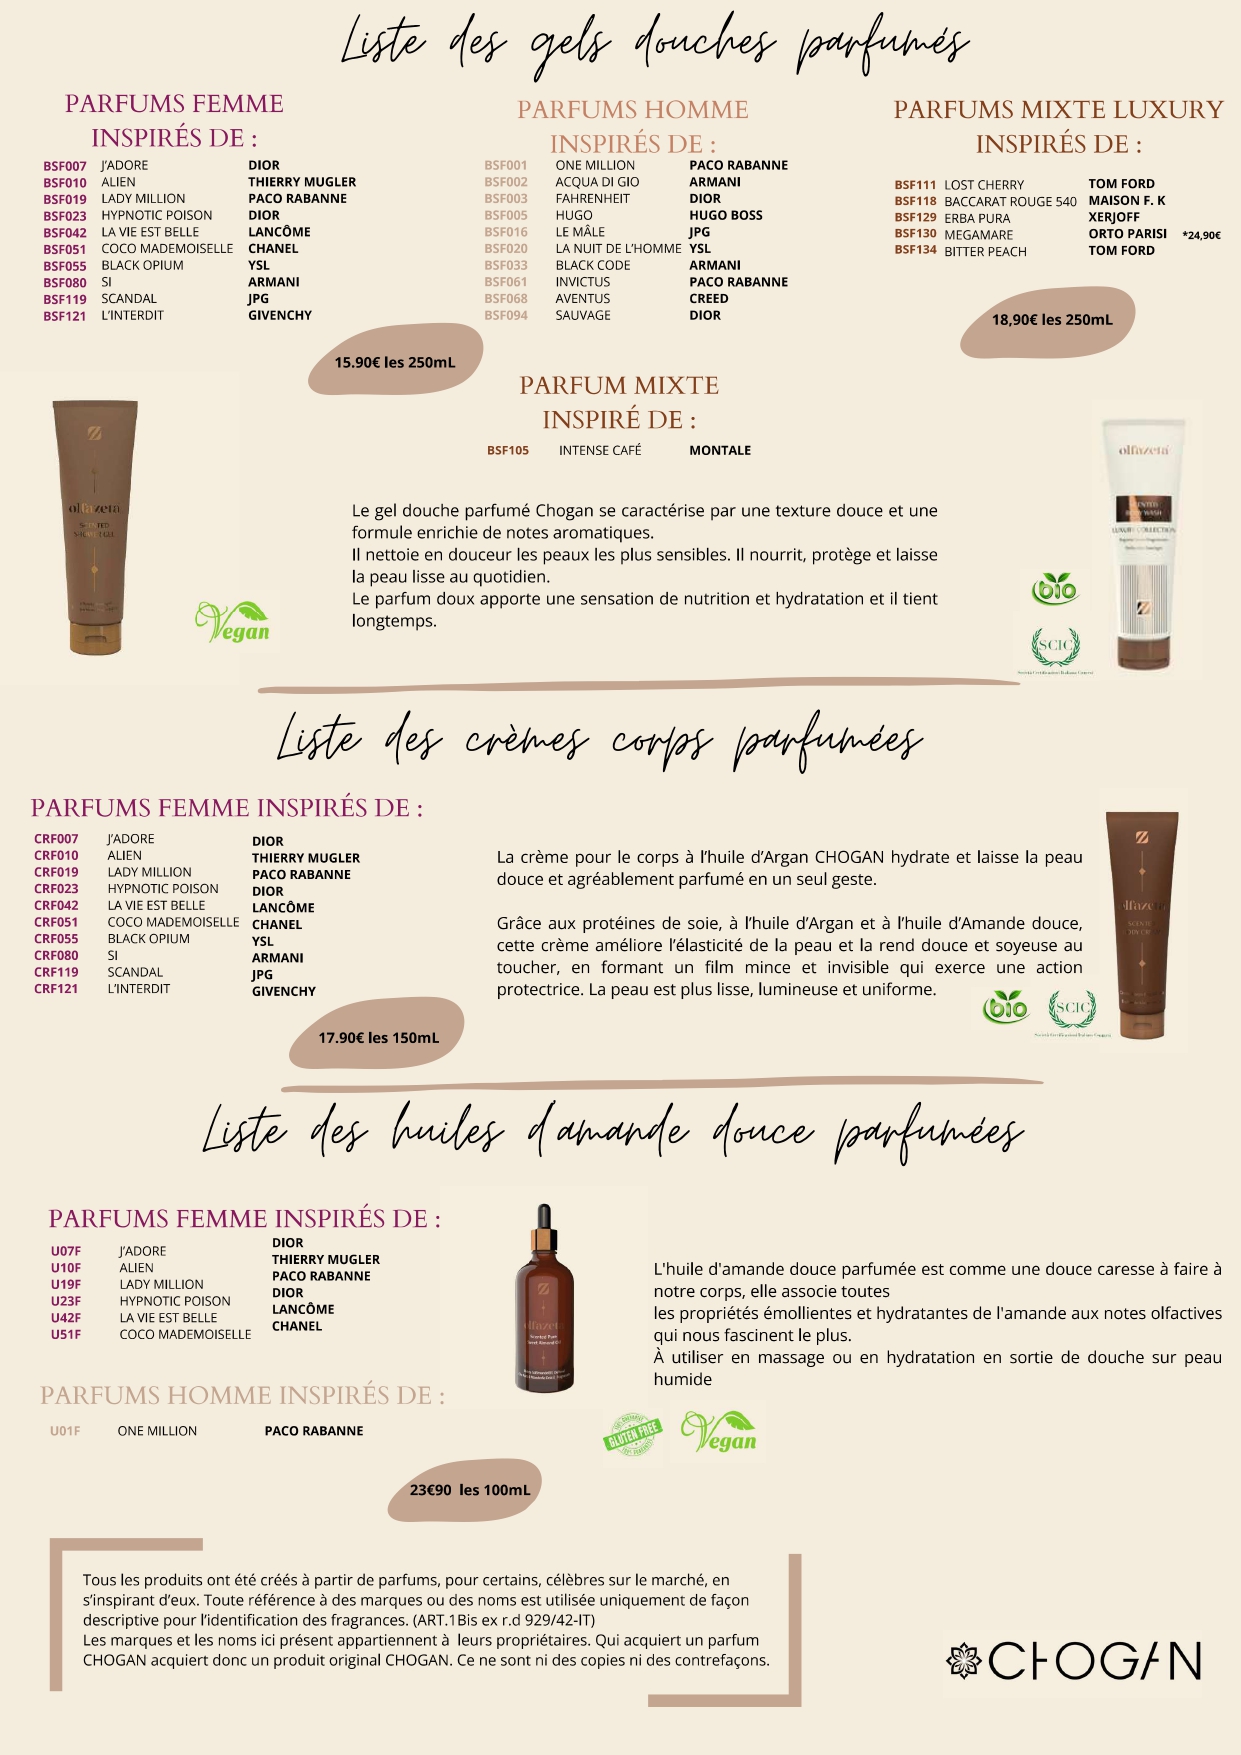 Liste des gels douches parfumés
PARFUMS FEMME
INSPIRÉS DE :
BSF007 J'ADORE DIOR
BSF010 ALIEN THIERRY MUGLER
BSF019 LADY MILLION PACO RABANNE
BSF023 HYPNOTIC POISON DIOR
BSF042 LA VIE EST BELLE LANCÔME
BSF051 COCO MADEMOISELLE CHANEL
BSF055 BLACK OPIUM YSL
BSF080 SI ARMANI
BSF119 SCANDAL JPG
BSF121 L'INTERDIT GIVENCHY
15.90€ les 250mL
PARFUMS HOMME
INSPIRÉS DE :
BSF001 ONE MILLION PACO RABANNE
BSF002 ACQUA DI GIO ARMANI
BSF003 FAHRENHEIT DIOR
BSF005 HUGO HUGO BOSS
BSF016 LE MÂLE JPG
BSF020 LA NUIT DE L'HOMME YSL
BSF033 BLACK CODE ARMANI
BSF061 INVICTUS PACO RABANNE
BSF068 AVENTUS CREED
BSF094 SAUVAGE DIOR
PARFUMS MIXTE LUXURY
INSPIRÉS DE :
BSF111 LOST CHERRY TOM FORD
BSF118 BACCARAT ROUGE 540 MAISON F. K
BSF129 ERBA PURA XERJOFF
BSF130 MEGAMARE ORTO PARISI *24,90€
BSF134 BITTER PEACH TOM FORD
18,90€ les 250mL
PARFUM MIXTE
INSPIRÉ DE :
BSF105 INTENSE CAFÉ MONTALE
olfazeta
SCENTED
SHOWER GEL
Vegan
Le gel douche parfumé Chogan se caractérise par une texture douce et une
formule enrichie de notes aromatiques.
Il nettoie en douceur les peaux les plus sensibles. Il nourrit, protège et laisse
la peau lisse au quotidien.
Le parfum doux apporte une sensation de nutrition et hydratation et il tient
longtemps.
bio
SCIC
olfazeta
SCENTED
BODY WASH
LUXURY COLLECTION
Liste des crèmes corps parfumées
PARFUMS FEMME INSPIRÉS DE :
CRF007 J'ADORE DIOR
CRF010 ALIEN THIERRY MUGLER
CRF019 LADY MILLION PACO RABANNE
CRF023 HYPNOTIC POISON DIOR
CRF042 LA VIE EST BELLE LANCÔME
CRF051 COCO MADEMOISELLE CHANEL
CRF055 BLACK OPIUM YSL
CRF080 SI ARMANI
CRF119 SCANDAL JPG
CRF121 L'INTERDIT GIVENCHY
17.90€ les 150mL
La crème pour le corps à l'huile d'Argan CHOGAN hydrate et laisse la peau
douce et agréablement parfumé en un seul geste.
Grâce aux protéines de soie, à l'huile d'Argan et à l'huile d'Amande douce,
cette crème améliore l'élasticité de la peau et la rend douce et soyeuse au
toucher, en formant un film mince et invisible qui exerce une action
protectrice. La peau est plus lisse, lumineuse et uniforme.
bio
SCIC
olfazeta
Liste des huiles d'amande douce parfumées
PARFUMS FEMME INSPIRÉS DE :
U07F J'ADORE DIOR
U10F ALIEN THIERRY MUGLER
U19F LADY MILLION PACO RABANNE
U23F HYPNOTIC POISON DIOR
U42F LA VIE EST BELLE LANCÔME
U51F COCO MADEMOISELLE CHANEL
PARFUMS HOMME INSPIRÉS DE :
U01F ONE MILLION PACO RABANNE
23€90 les 100mL
olfazeta
Scented Pure
Sweet Almond Oil
L'huile d'amande douce parfumée est comme une douce caresse à faire à
notre corps, elle associe toutes
les propriétés émollientes et hydratantes de l'amande aux notes olfactives
qui nous fascinent le plus.
À utiliser en massage ou en hydratation en sortie de douche sur peau
humide
GLUTEN FREE
Vegan
Tous les produits ont été créés à partir de parfums, pour certains, célèbres sur le marché, en
s'inspirant d'eux. Toute référence à des marques ou des noms est utilisée uniquement de façon
descriptive pour l'identification des fragrances. (ART.1Bis ex r.d 929/42-IT)
Les marques et les noms ici présent appartiennent à leurs propriétaires. Qui acquiert un parfum
CHOGAN acquiert donc un produit original CHOGAN. Ce ne sont ni des copies ni des contrefaçons.
CHOGAN